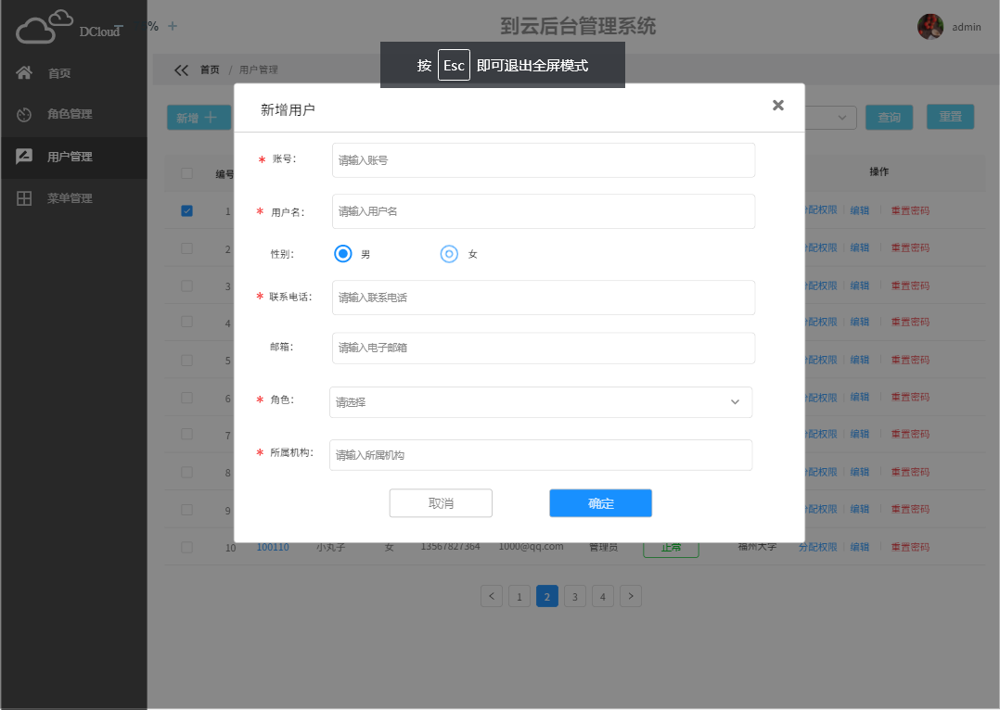 DCloud
% +
到云后台管理系统
admin
按 Esc 即可退出全屏模式
首页
角色管理
用户管理
菜单管理
首页 / 用户管理
新增 +
查询
重置
新增用户
* 账号：
请输入账号
* 用户名：
请输入用户名
性别：
男
女
* 联系电话：
请输入联系电话
邮箱：
请输入电子邮箱
* 角色：
请选择
* 所属机构：
请输入所属机构
取消
确定
编号
操作
1 分配权限 编辑 重置密码
2 分配权限 编辑 重置密码
3 分配权限 编辑 重置密码
4 分配权限 编辑 重置密码
5 分配权限 编辑 重置密码
6 分配权限 编辑 重置密码
7 分配权限 编辑 重置密码
8 分配权限 编辑 重置密码
9 分配权限 编辑 重置密码
10 100110 小丸子 女 13567827364 1000@qq.com 管理员 正常 福州大学 分配权限 编辑 重置密码
< 1 2 3 4 >